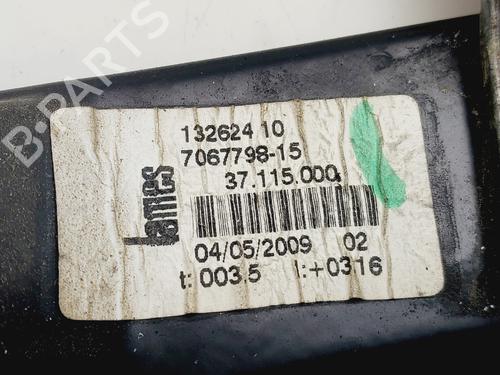 B-PARTS
lames
13262410
7067798-15
37.115.000
04/05/2009 02
t: 003.5 l:+0316